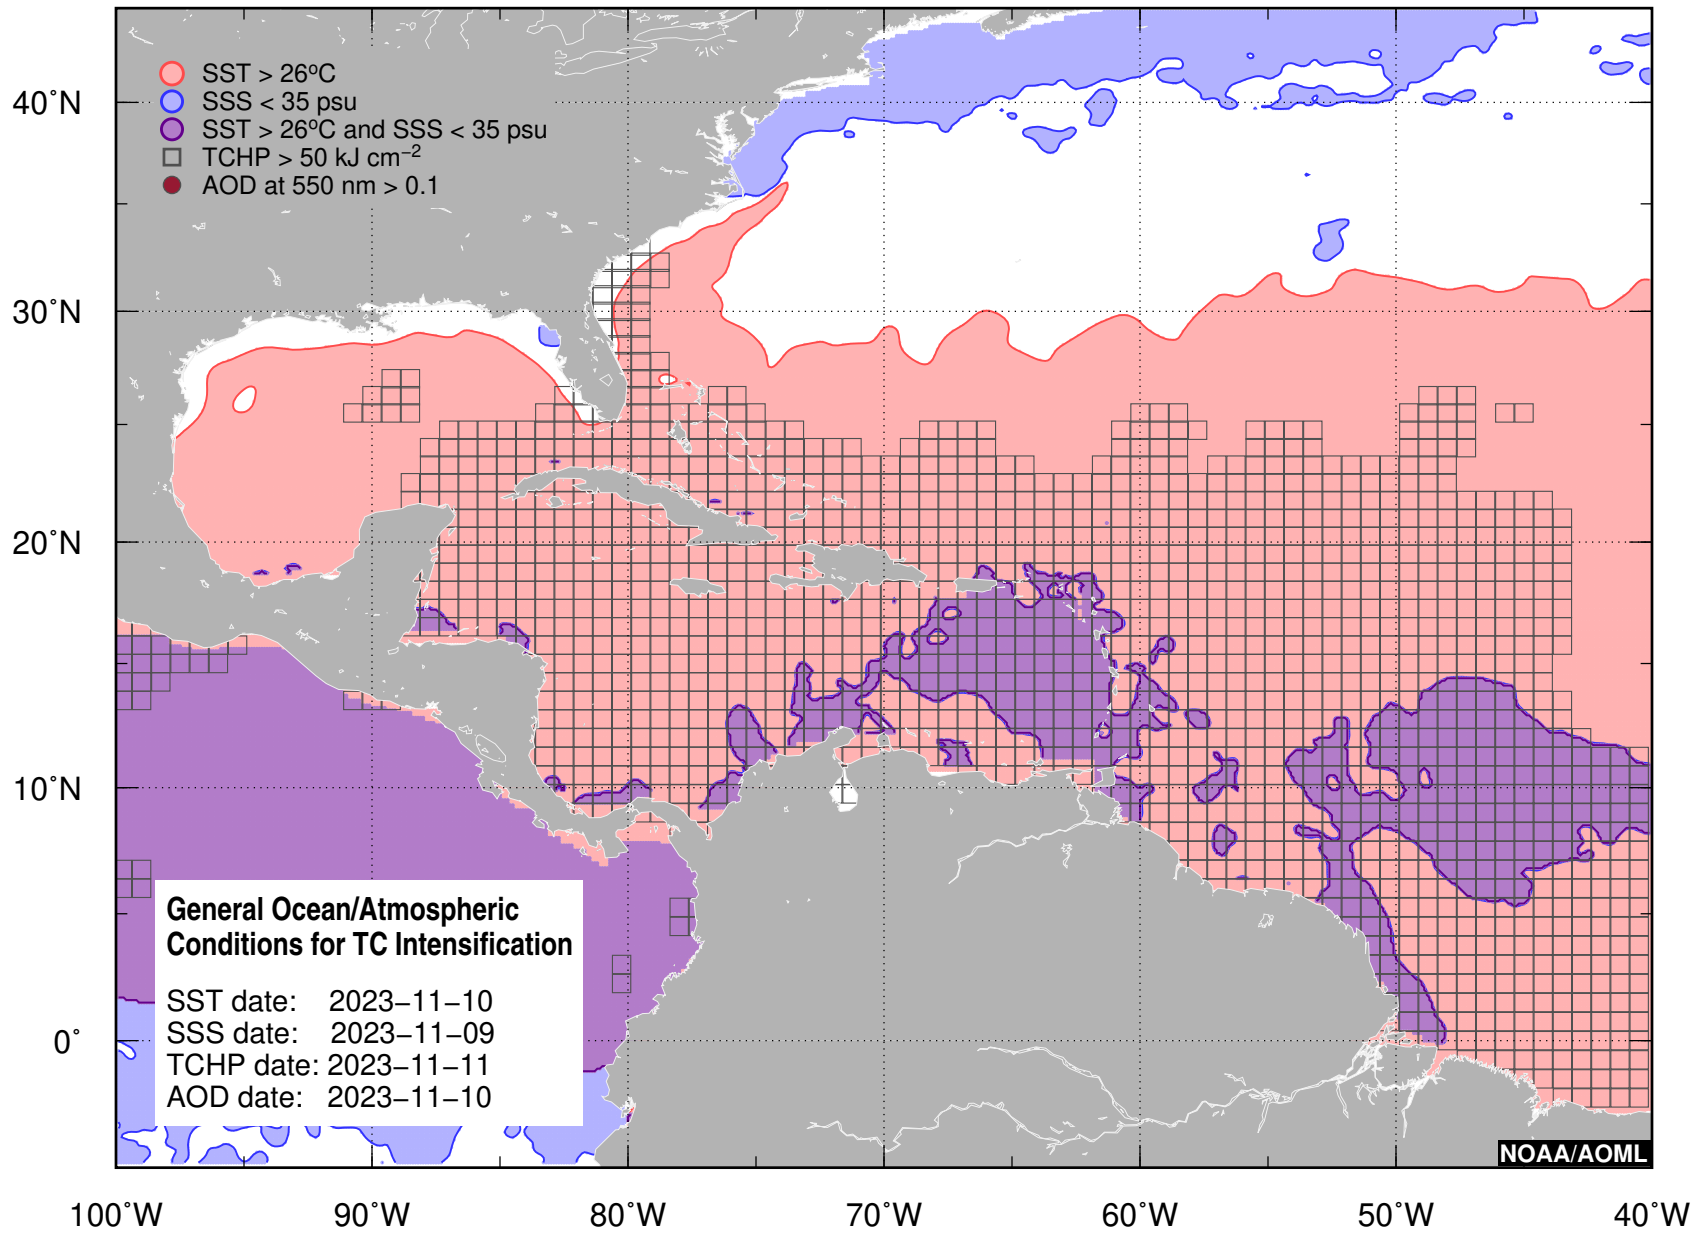 SST > 26ºC
SSS < 35 psu
SST > 26ºC and SSS < 35 psu
TCHP > 50 kJ cm⁻²
AOD at 550 nm > 0.1
40˚N
30˚N
20˚N
10˚N
0˚
General Ocean/Atmospheric
Conditions for TC Intensification
SST date: 2023−11−10
SSS date: 2023−11−09
TCHP date: 2023−11−11
AOD date: 2023−11−10
NOAA/AOML
100˚W 90˚W 80˚W 70˚W 60˚W 50˚W 40˚W